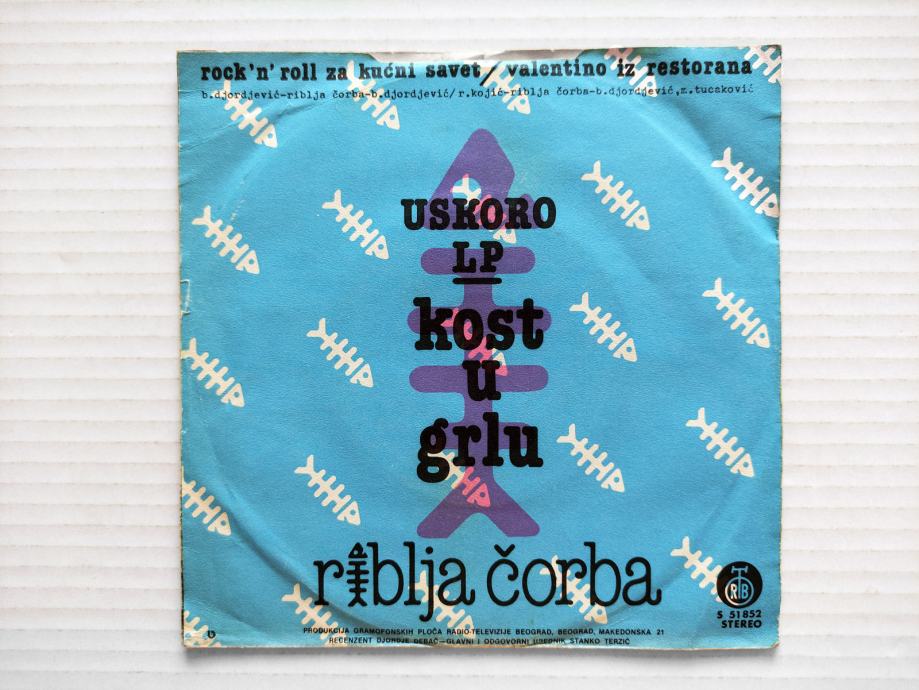 rock'n'roll za kućni savet/valentino iz restorana
b.djordjević-riblja čorba-b.djordjević/r.kojić-riblja čorba-b.djordjević,m.tucaković
USKORO
LP
kost
u
grlu
riblja čorba
RTB
S 51852
STEREO
PRODUKCIJA GRAMOFONSKIH PLOČA RADIO-TELEVIZIJE BEOGRAD, BEOGRAD, MAKEDONSKA 21
RECENZENT DJORDJE DEBAČ—GLAVNI I ODGOVORNI UREDNIK STANKO TERZIĆ